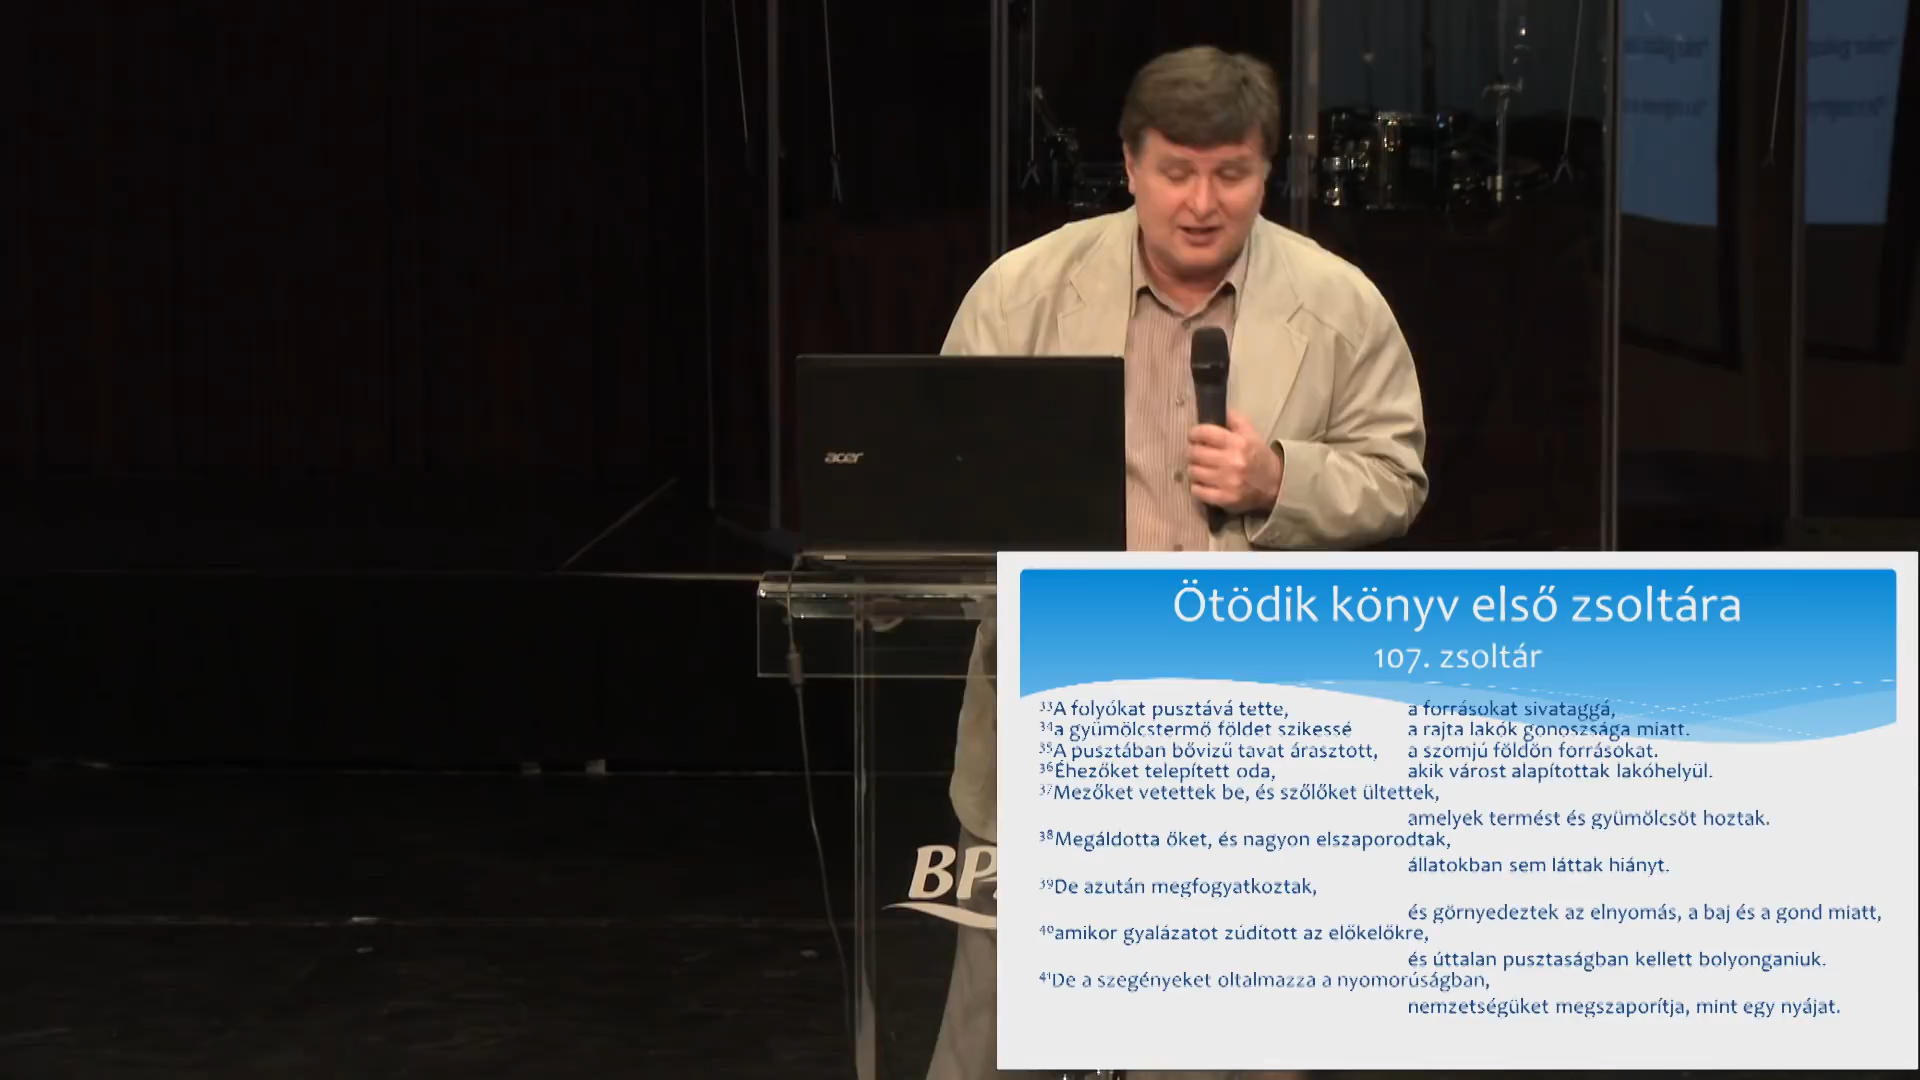 acer
BP
Ötödik könyv első zsoltára
107. zsoltár
³³A folyókat pusztává tette, a forrásokat sivataggá,
³⁴a gyümölcstermő földet szikessé a rajta lakók gonoszsága miatt.
³⁵A pusztában bővizű tavat árasztott, a szomjú földön forrásokat.
³⁶Éhezőket telepített oda, akik várost alapítottak lakóhelyül.
³⁷Mezőket vetettek be, és szőlőket ültettek,
amelyek termést és gyümölcsöt hoztak.
³⁸Megáldotta őket, és nagyon elszaporodtak,
állatokban sem láttak hiányt.
³⁹De azután megfogyatkoztak,
és görnyedeztek az elnyomás, a baj és a gond miatt,
⁴⁰amikor gyalázatot zúdított az előkelőkre,
és úttalan pusztaságban kellett bolyonganiuk.
⁴¹De a szegényeket oltalmazza a nyomorúságban,
nemzetségüket megszaporítja, mint egy nyájat.